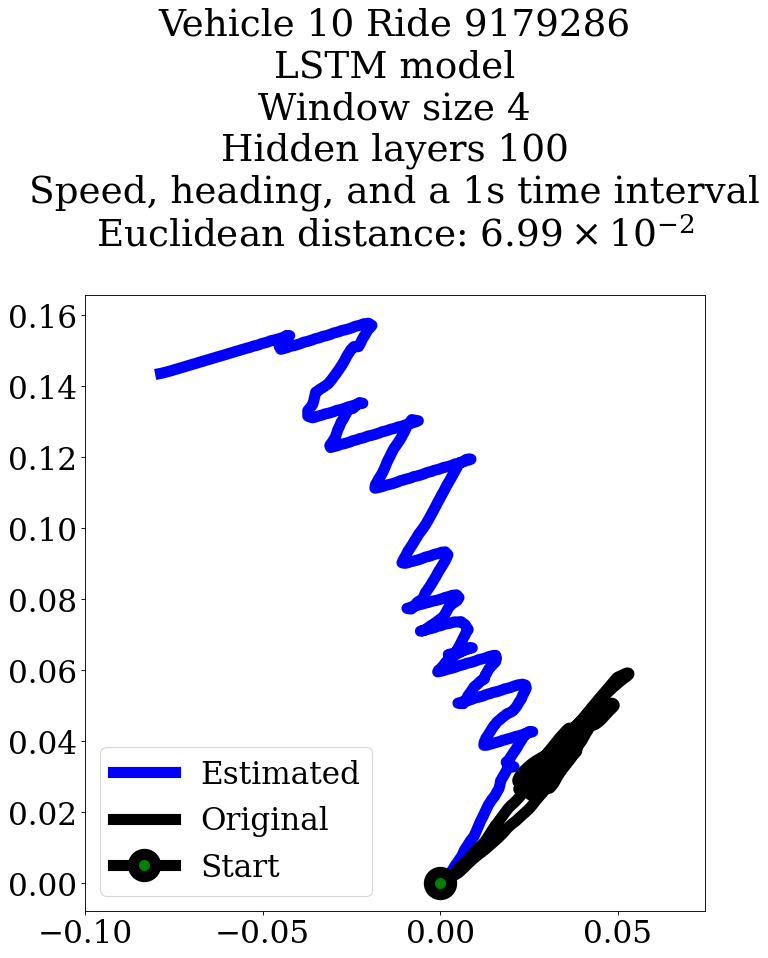 Vehicle 10 Ride 9179286
LSTM model
Window size 4
Hidden layers 100
Speed, heading, and a 1s time interval
Euclidean distance: 6.99 × 10⁻²
0.16
0.14
0.12
0.10
0.08
0.06
0.04
0.02
0.00
Estimated
Original
Start
−0.10 −0.05 0.00 0.05